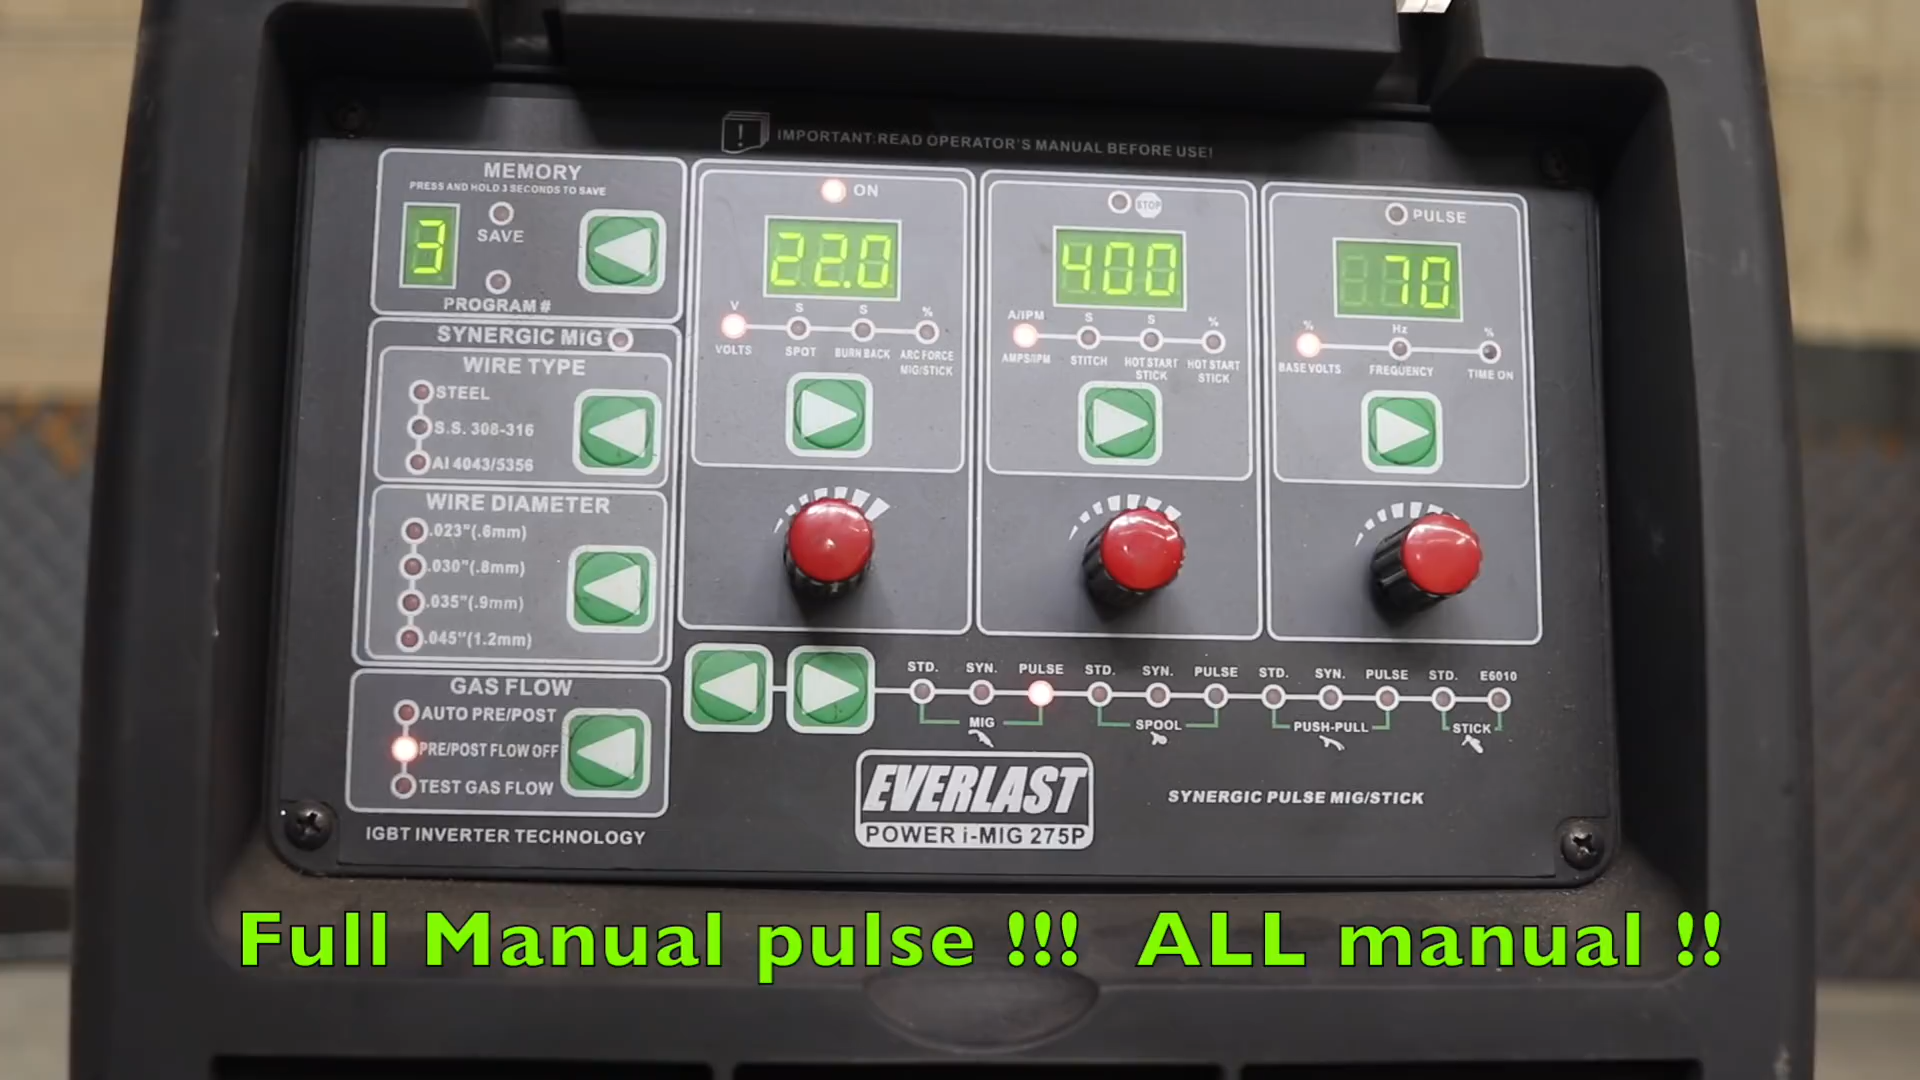 IMPORTANT:READ OPERATOR'S MANUAL BEFORE USE!
MEMORY
PRESS AND HOLD 3 SECONDS TO SAVE
3
SAVE
PROGRAM #
SYNERGIC MiG
WIRE TYPE
STEEL
S.S. 308-316
Al 4043/5356
WIRE DIAMETER
.023"(.6mm)
.030"(.8mm)
.035"(.9mm)
.045"(1.2mm)
GAS FLOW
AUTO PRE/POST
PRE/POST FLOW OFF
TEST GAS FLOW
IGBT INVERTER TECHNOLOGY
ON
22.0
V S S %
VOLTS SPOT BURN BACK ARC FORCE
MIG/STICK
STOP
400
A/IPM S S %
AMPS/IPM STITCH HOT START HOT START
STICK STICK
PULSE
70
% Hz %
BASE VOLTS FREQUENCY TIME ON
STD. SYN. PULSE STD. SYN. PULSE STD. SYN. PULSE STD. E6010
MIG SPOOL PUSH-PULL STICK
EVERLAST
POWER i-MIG 275P
SYNERGIC PULSE MIG/STICK
Full Manual pulse !!! ALL manual !!